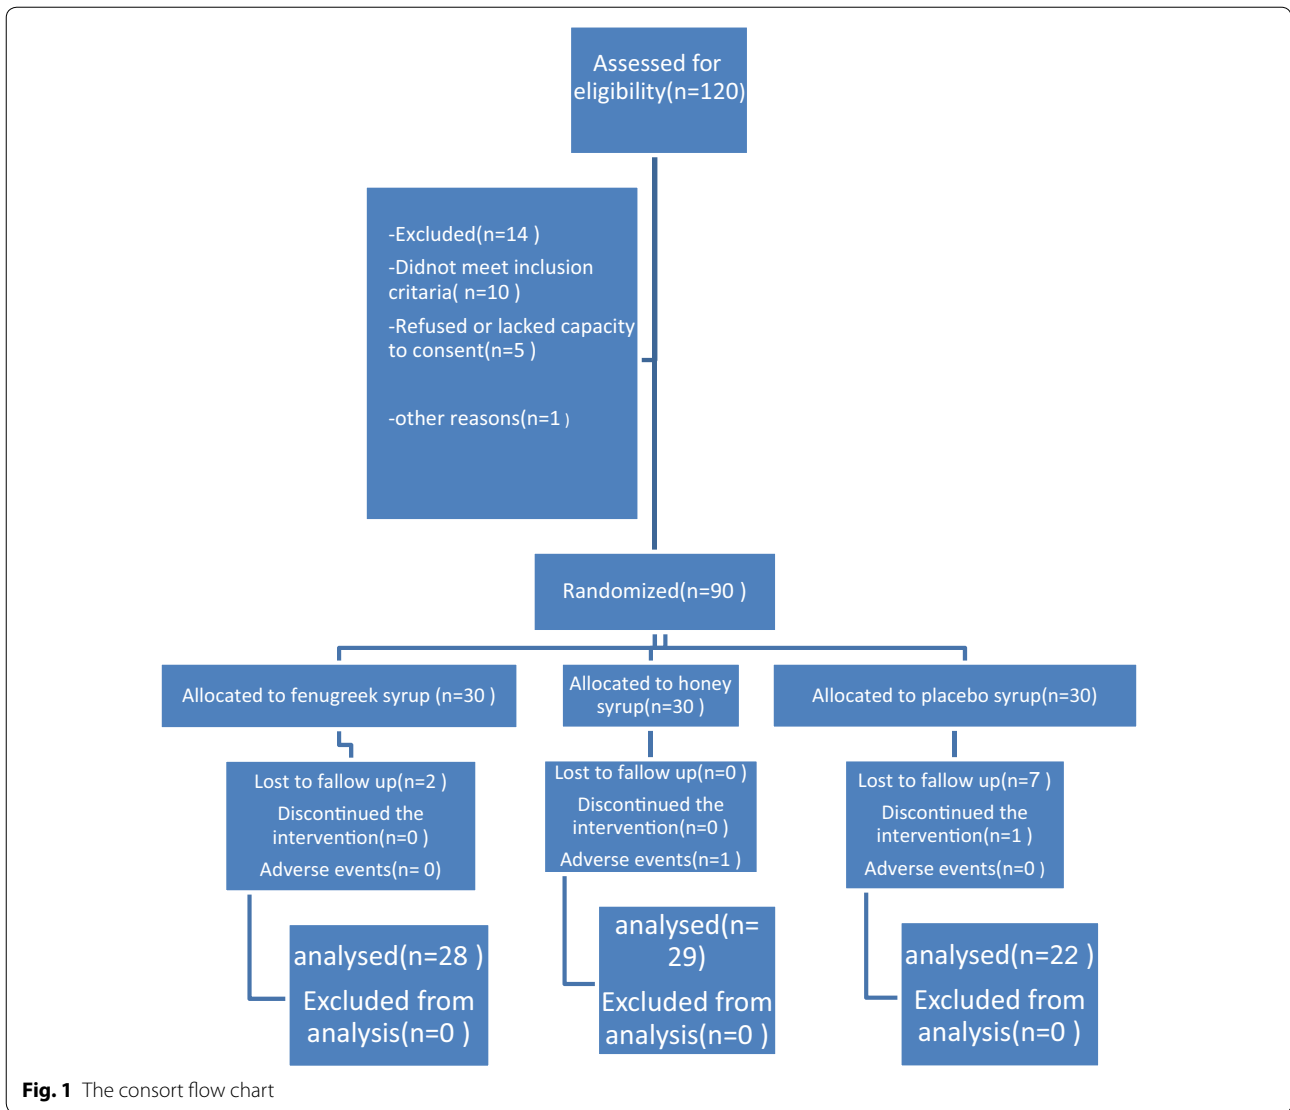 Assessed for
eligibility(n=120)
-Excluded(n=14 )
-Didnot meet inclusion
critaria( n=10 )
-Refused or lacked capacity
to consent(n=5 )
-other reasons(n=1 )
Randomized(n=90 )
Allocated to fenugreek syrup (n=30 )
Allocated to honey
syrup(n=30 )
Allocated to placebo syrup(n=30)
Lost to fallow up(n=2 )
Discontinued the
intervention(n=0 )
Adverse events(n= 0)
Lost to fallow up(n=0 )
Discontinued the
intervention(n=0 )
Adverse events(n=1 )
Lost to fallow up(n=7 )
Discontinued the
intervention(n=1 )
Adverse events(n=0 )
analysed(n=28 )
Excluded from
analysis(n=0 )
analysed(n=
29)
Excluded from
analysis(n=0 )
analysed(n=22 )
Excluded from
analysis(n=0 )
Fig. 1 The consort flow chart